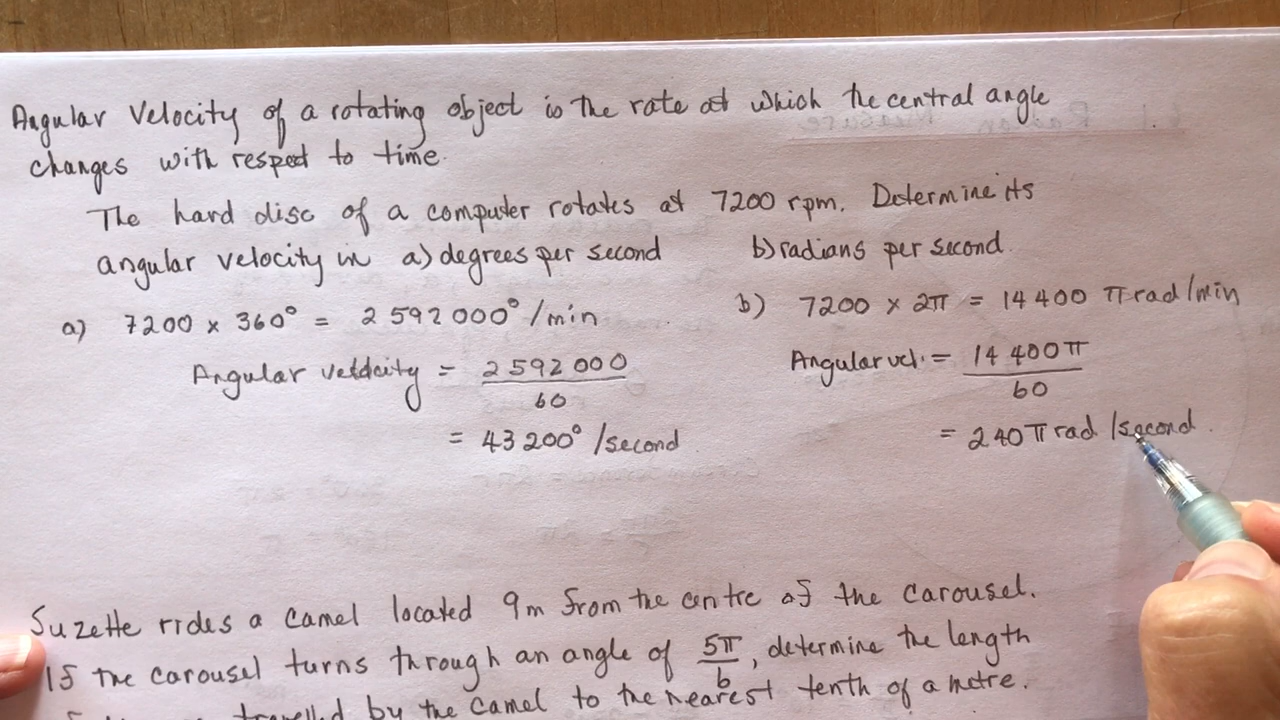 Angular Velocity of a rotating object is the rate at which the central angle
changes with respect to time.
The hard disc of a computer rotates at 7200 rpm. Determine its
angular velocity in a) degrees per second b) radians per second.
a) 7200 x 360° = 2 592 000° /min
Angular velocity = 2 592 000 / 60
= 43 200° /second
b) 7200 x 2π = 14 400 π rad /min
Angular vel. = 14 400π / 60
= 240π rad /second.
Suzette rides a camel located 9m from the centre of the carousel.
If the carousel turns through an angle of 5π/6, determine the length
travelled by the camel to the nearest tenth of a metre.